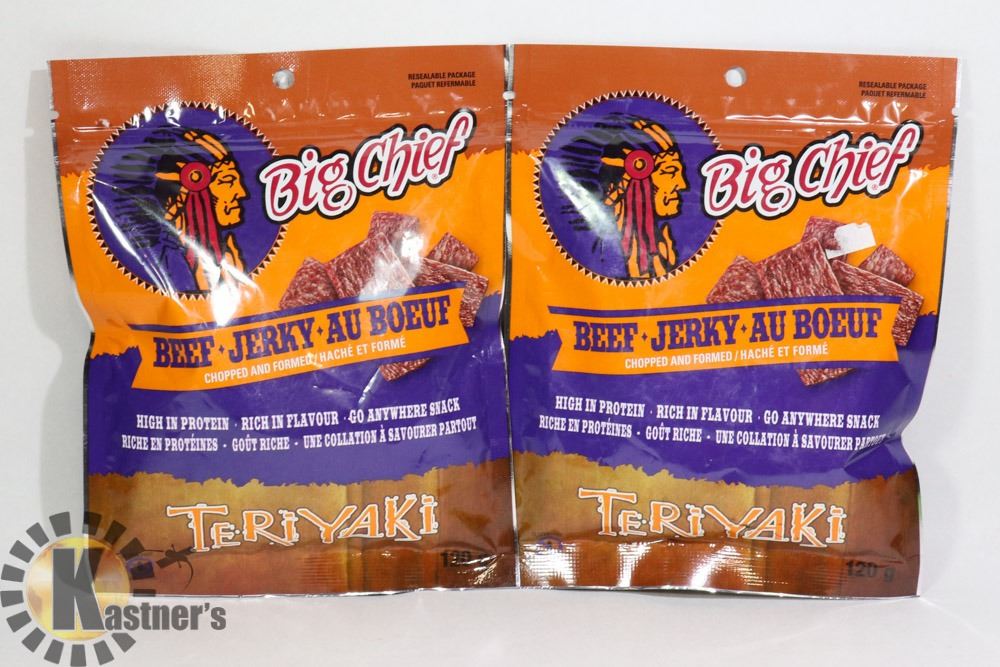 RESEALABLE PACKAGE
PAQUET REFERMABLE
Big Chief
BEEF · JERKY · AU BOEUF
CHOPPED AND FORMED / HACHÉ ET FORMÉ
HIGH IN PROTEIN · RICH IN FLAVOUR · GO ANYWHERE SNACK
RICHE EN PROTÉINES · GOÛT RICHE · UNE COLLATION À SAVOURER PARTOUT
TERIYAKI
120 g
RESEALABLE PACKAGE
PAQUET REFERMABLE
Big Chief®
BEEF · JERKY · AU BOEUF
CHOPPED AND FORMED / HACHÉ ET FORMÉ
HIGH IN PROTEIN · RICH IN FLAVOUR · GO ANYWHERE SNACK
RICHE EN PROTÉINES · GOÛT RICHE · UNE COLLATION À SAVOURER PARTOUT
TERIYAKI
120 g
Kastner's